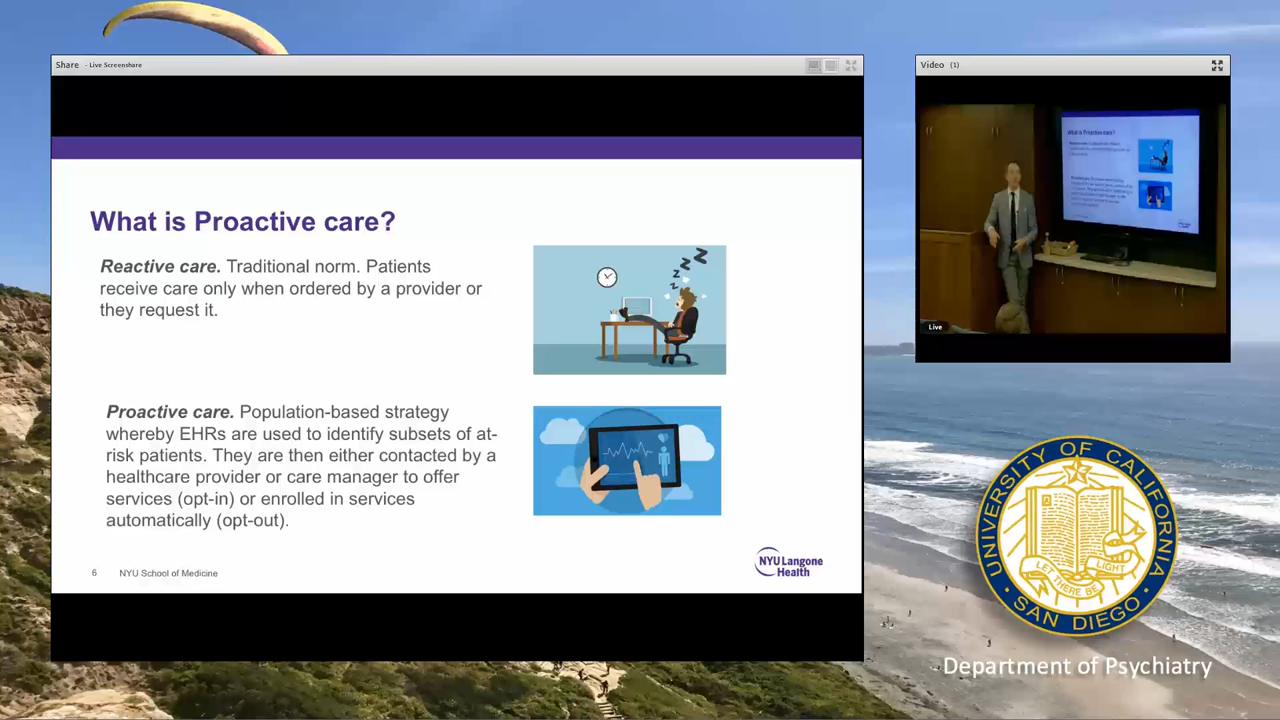 Share - Live Screenshare
What is Proactive care?
Reactive care. Traditional norm. Patients
receive care only when ordered by a provider or
they request it.
z z z Z Z
Proactive care. Population-based strategy
whereby EHRs are used to identify subsets of at-
risk patients. They are then either contacted by a
healthcare provider or care manager to offer
services (opt-in) or enrolled in services
automatically (opt-out).
6 NYU School of Medicine
NYU Langone
Health
Video (1)
What is Proactive care?
Live
UNIVERSITY OF CALIFORNIA
LET THERE BE LIGHT
SAN DIEGO
Department of Psychiatry